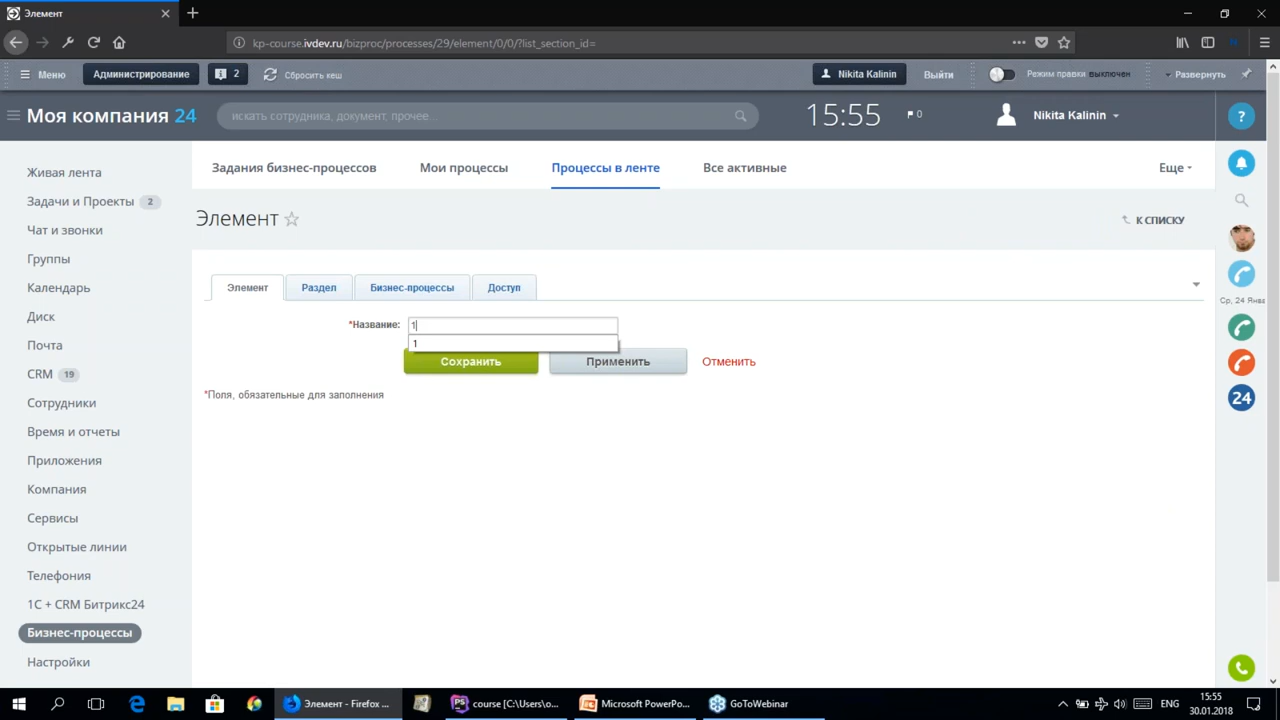 Элемент
kp-course.ivdev.ru/bizproc/processes/29/element/0/0/?list_section_id=
Меню
Администрирование
2
Сбросить кеш
Nikita Kalinin
Выйти
Режим правки выключен
Развернуть
Моя компания 24
искать сотрудника, документ, прочее...
15:55
0
Nikita Kalinin
?
Живая лента
Задачи и Проекты 2
Чат и звонки
Группы
Календарь
Диск
Почта
CRM 19
Сотрудники
Время и отчеты
Приложения
Компания
Сервисы
Открытые линии
Телефония
1С + CRM Битрикс24
Бизнес-процессы
Настройки
Задания бизнес-процессов
Мои процессы
Процессы в ленте
Все активные
Еще
Элемент
К СПИСКУ
Элемент
Раздел
Бизнес-процессы
Доступ
*Название: 1
1
Сохранить
Применить
Отменить
*Поля, обязательные для заполнения
Ср, 24 Янва
24
Элемент - Firefox ...
course [C:\Users\o...
Microsoft PowerPo...
GoToWebinar
ENG
15:55
30.01.2018